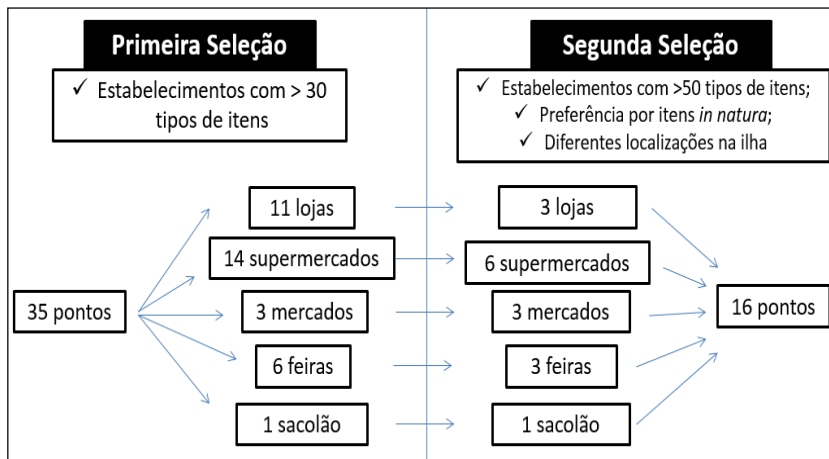 Primeira Seleção
✓ Estabelecimentos com > 30
tipos de itens
Segunda Seleção
✓ Estabelecimentos com >50 tipos de itens;
✓ Preferência por itens in natura;
✓ Diferentes localizações na ilha
35 pontos
11 lojas
14 supermercados
3 mercados
6 feiras
1 sacolão
3 lojas
6 supermercados
3 mercados
3 feiras
1 sacolão
16 pontos